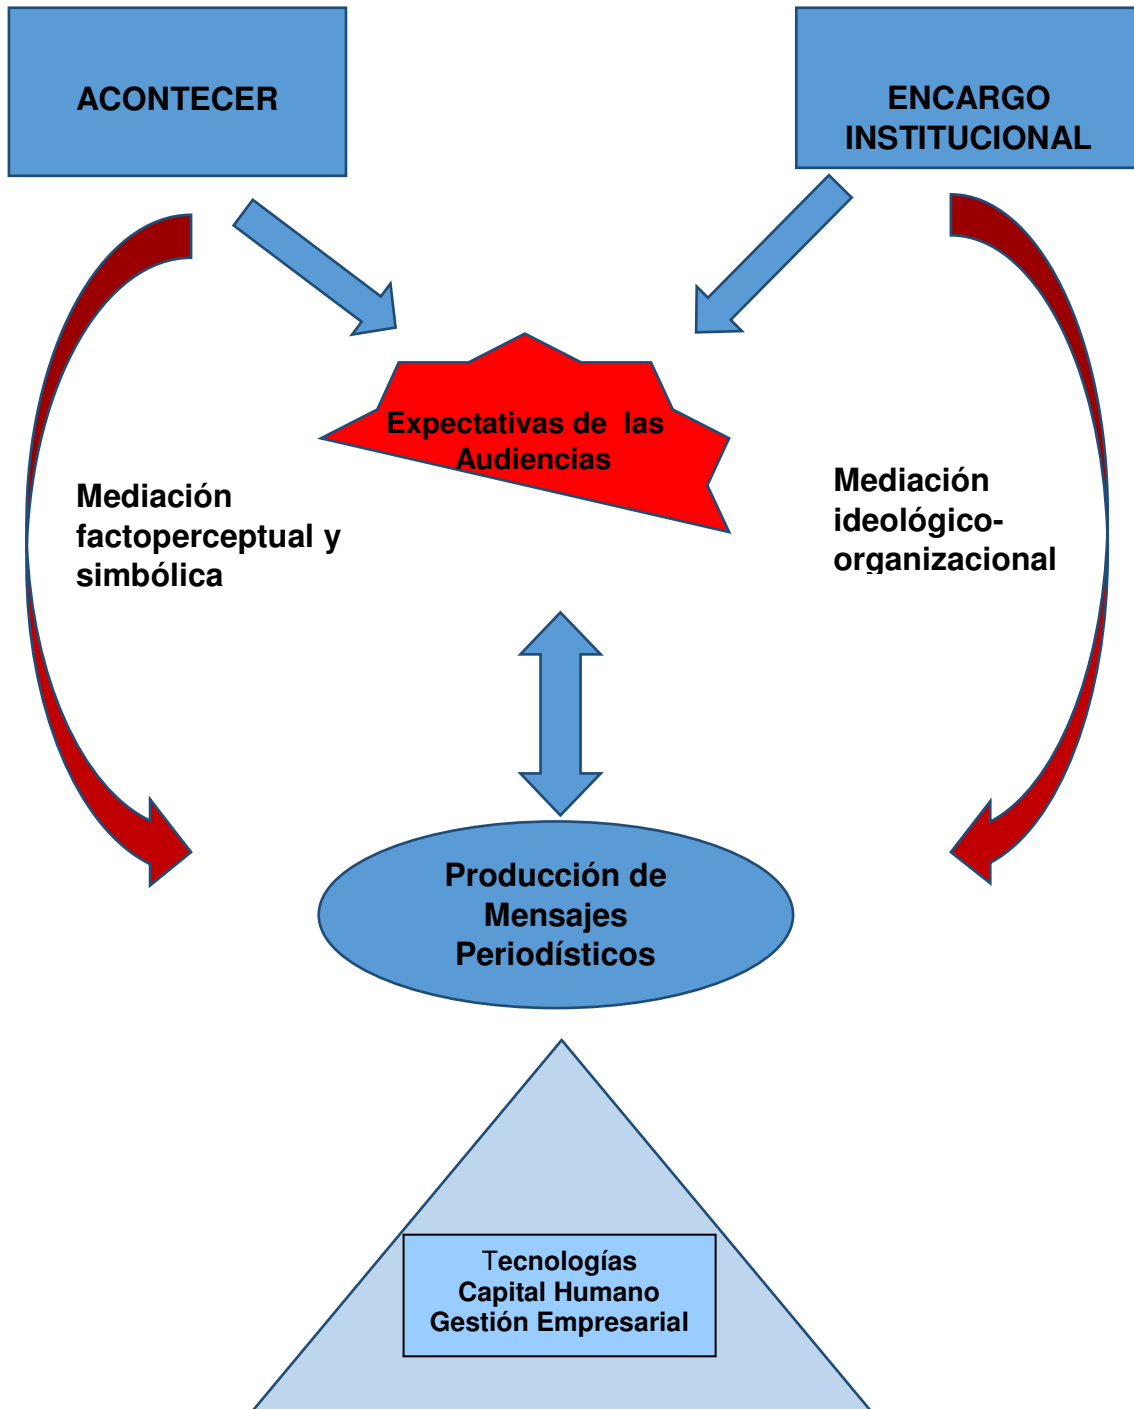 ACONTECER
ENCARGO
INSTITUCIONAL
Expectativas de  las
Audiencias
Mediación
factoperceptual y
simbólica
Mediación
ideológico-
organizacional
Producción de
Mensajes
Periodísticos
Tecnologías
Capital Humano
Gestión Empresarial